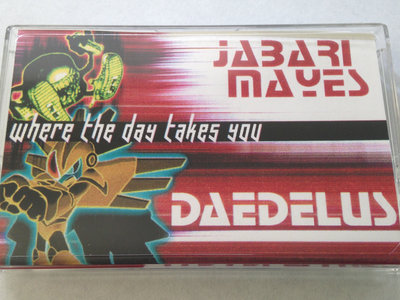 JABARI
MAYES
where the day takes you
DAEDELUS